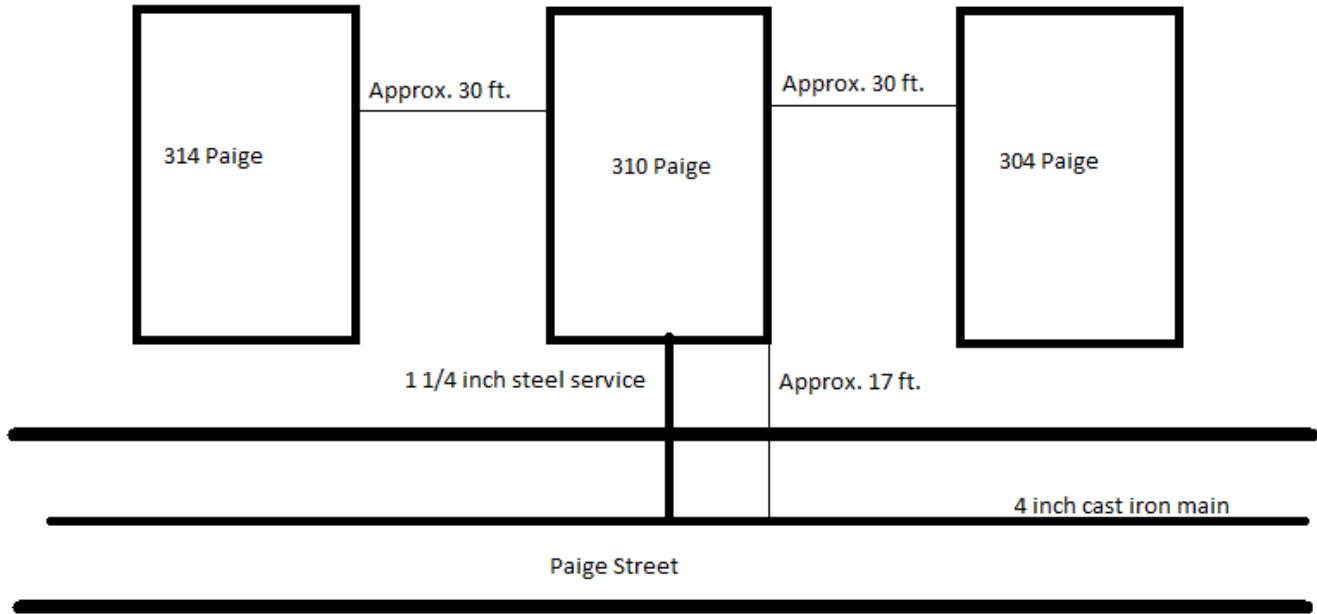 Approx. 30 ft.
Approx. 30 ft.
314 Paige
310 Paige
304 Paige
1 1/4 inch steel service
Approx. 17 ft.
4 inch cast iron main
Paige Street